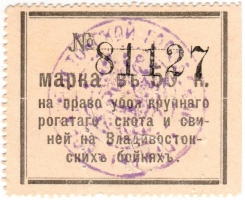 № 81127
Марка въ 50 к.
на право убоя крупнаго
рогатаго скота и сви-
ней на Владивосток-
скихъ бойняхъ.